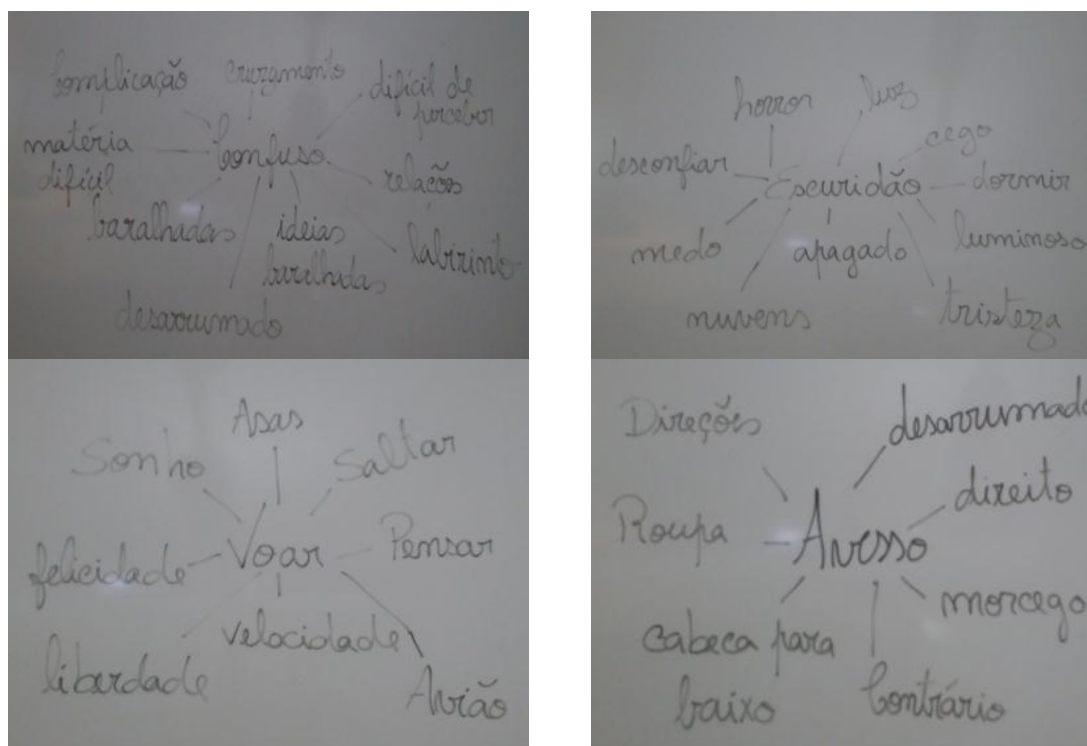 Complicação
cruzamento
difícil de
perceber
matéria
difícil
Confuso
relações
baralhadas
ideias
baralhadas
labirinto
desarrumado
horror
luz
cego
desconfiar
Escuridão
dormir
medo
apagado
luminoso
nuvens
tristeza
Asas
Sonho
Saltar
felicidade
Voar
Pensar
velocidade
liberdade
Avião
Direções
desarrumado
direito
Roupa
Avesso
morcego
cabeca para
baixo
Contrário